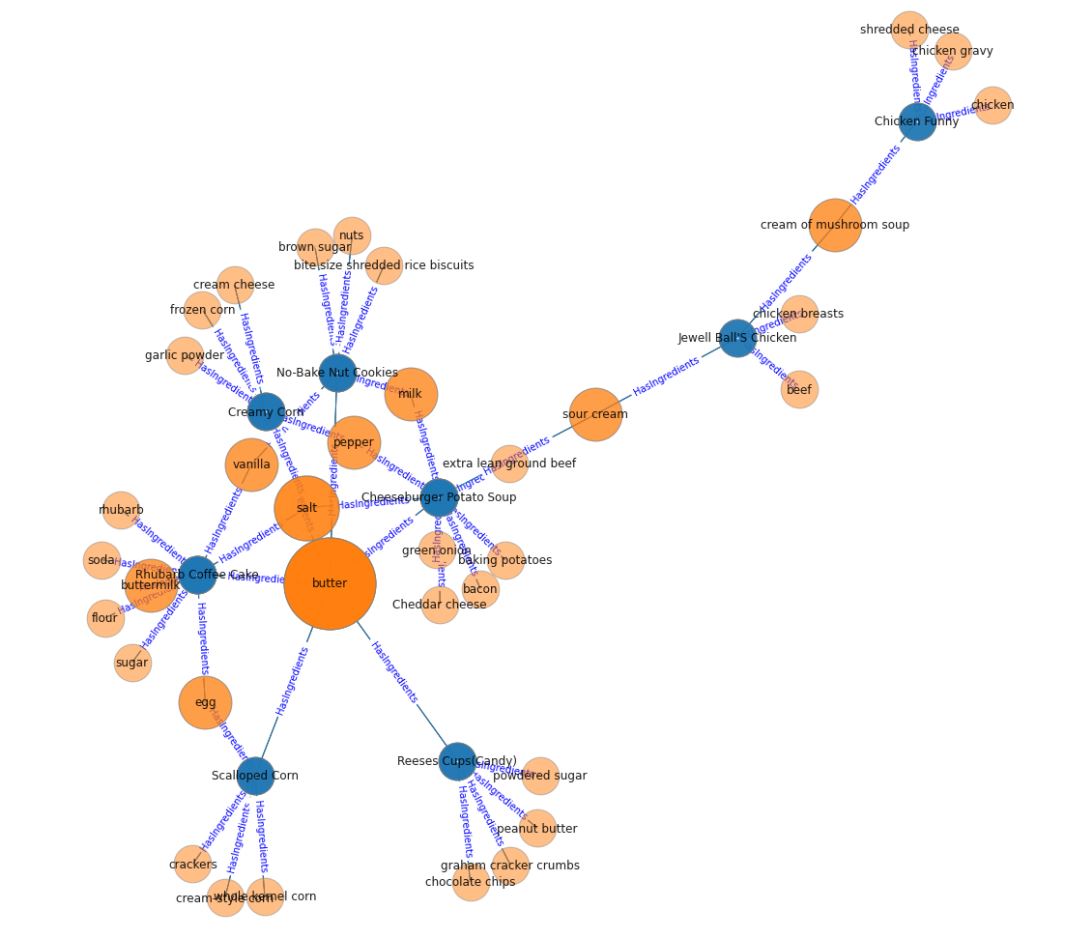 shredded cheese
chicken gravy
chicken
HasIngredients
HasIngredients
HasIngredients
Chicken Funny
HasIngredients
cream of mushroom soup
HasIngredients
chicken breasts
HasIngredients
Jewell Ball'S Chicken
HasIngredients
beef
HasIngredients
sour cream
HasIngredients
nuts
brown sugar
bite size shredded rice biscuits
HasIngredients
HasIngredients
HasIngredients
cream cheese
frozen corn
garlic powder
HasIngredients
HasIngredients
HasIngredients
No-Bake Nut Cookies
HasIngredients
milk
Creamy Corn
HasIngredients
pepper
HasIngredients
HasIngredients
vanilla
HasIngredients
HasIngredients
extra lean ground beef
HasIngredients
Cheeseburger Potato Soup
salt
HasIngredients
HasIngredients
rhubarb
HasIngredients
HasIngredients
HasIngredients
green onion
baking potatoes
HasIngredients
HasIngredients
HasIngredients
bacon
Cheddar cheese
soda
HasIngredients
Rhubarb Coffee Cake
HasIngredients
buttermilk
butter
flour
HasIngredients
sugar
HasIngredients
HasIngredients
egg
HasIngredients
HasIngredients
HasIngredients
Scalloped Corn
Reeses Cups(Candy)
HasIngredients
powdered sugar
HasIngredients
peanut butter
HasIngredients
HasIngredients
graham cracker crumbs
chocolate chips
HasIngredients
HasIngredients
HasIngredients
crackers
cream-style corn
whole kernel corn